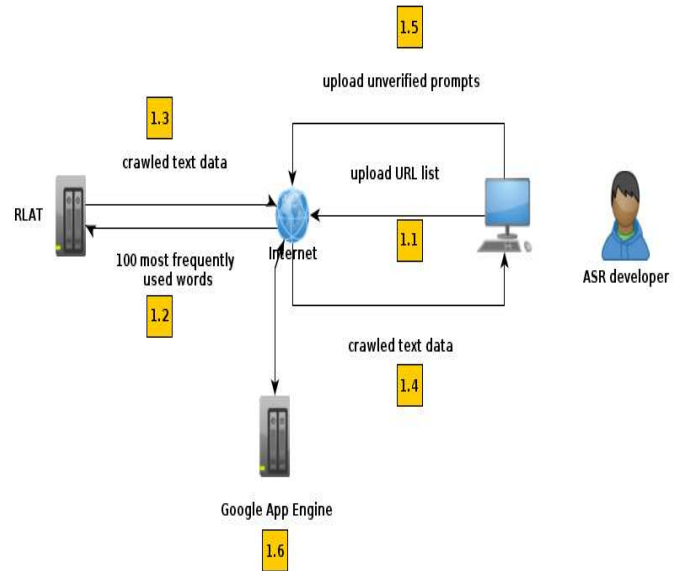 1.5
upload unverified prompts
1.3
crawled text data
upload URL list
RLAT
1.1
Internet
100 most frequently
used words
ASR developer
1.2
crawled text data
1.4
Google App Engine
1.6